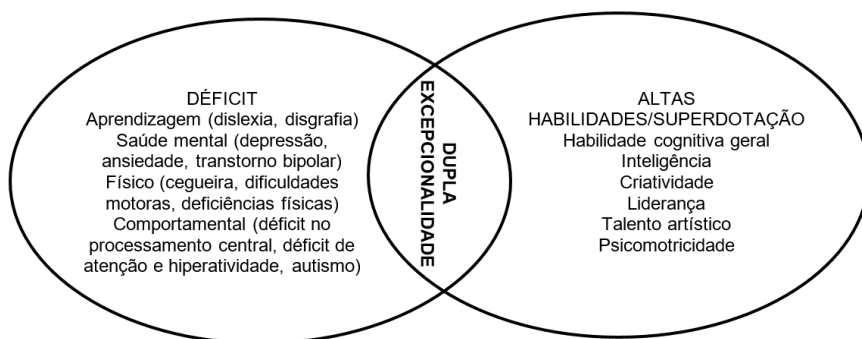 DÉFICIT
Aprendizagem (dislexia, disgrafia)
Saúde mental (depressão,
ansiedade, transtorno bipolar)
Físico (cegueira, dificuldades
motoras, deficiências físicas)
Comportamental (déficit no
processamento central, déficit de
atenção e hiperatividade, autismo)
DUPLA
EXCEPCIONALIDADE
ALTAS
HABILIDADES/SUPERDOTAÇÃO
Habilidade cognitiva geral
Inteligência
Criatividade
Liderança
Talento artístico
Psicomotricidade